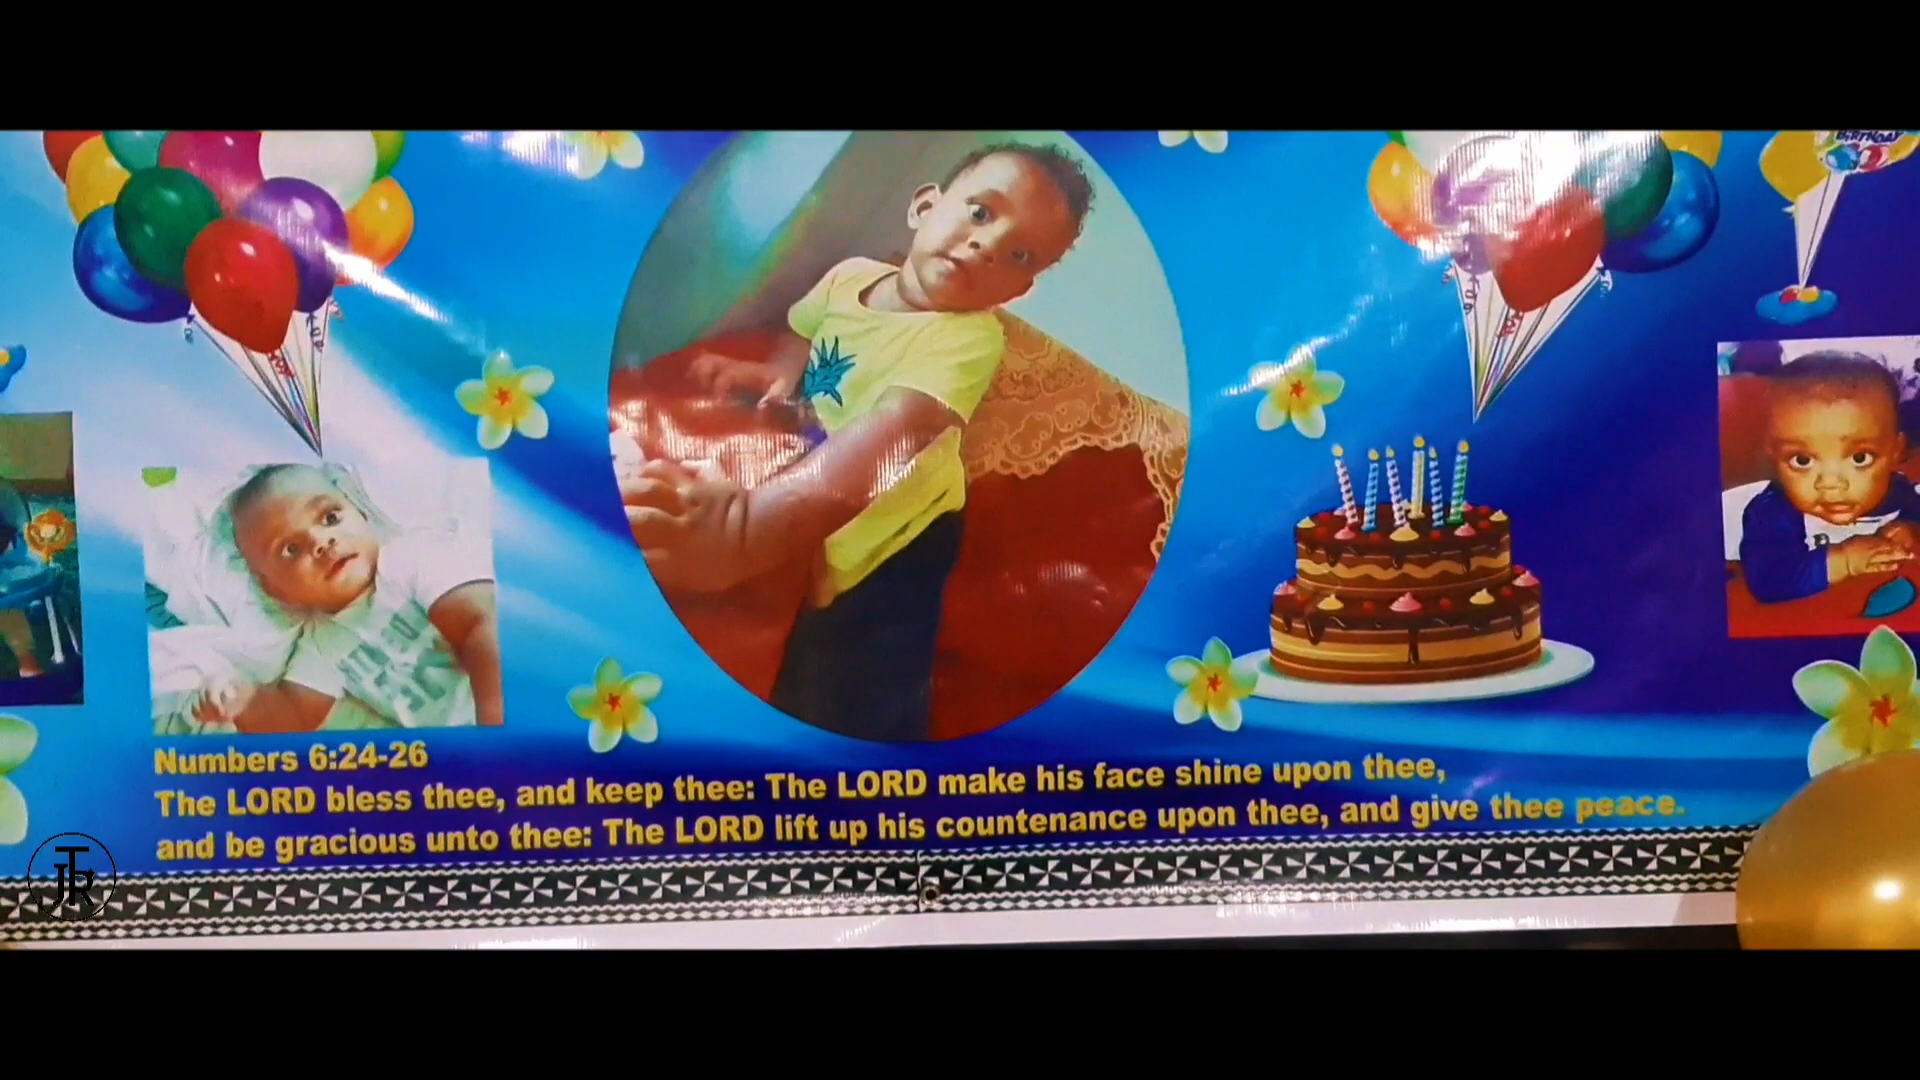 BIRTHDAY
Numbers 6:24-26
The LORD bless thee, and keep thee: The LORD make his face shine upon thee,
and be gracious unto thee: The LORD lift up his countenance upon thee, and give thee peace.